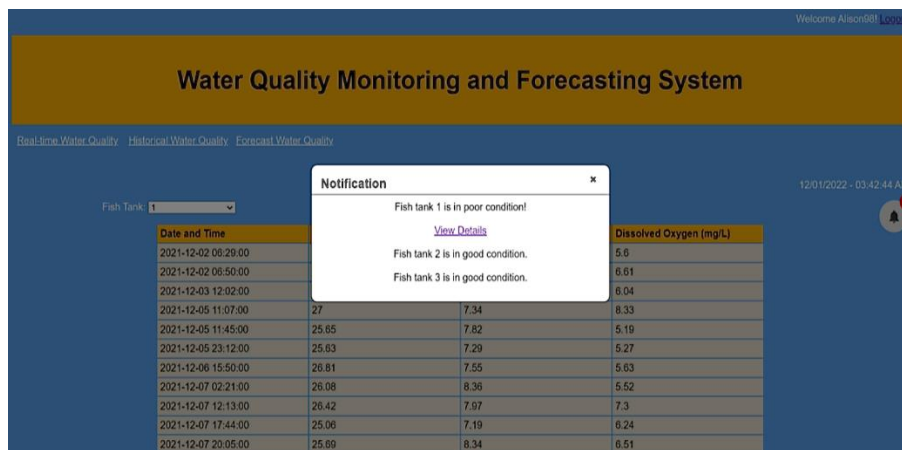 Welcome Alison98! Logo
Water Quality Monitoring and Forecasting System
Real-time Water Quality Historical Water Quality Forecast Water Quality
Notification ×
12/01/2022 - 03:42:44 A
Fish Tank: 1
Fish tank 1 is in poor condition!
View Details
Fish tank 2 is in good condition.
Fish tank 3 is in good condition.
Date and Time Dissolved Oxygen (mg/L)
2021-12-02 06:29:00 5.6
2021-12-02 06:50:00 6.61
2021-12-03 12:02:00 6.04
2021-12-05 11:07:00 27 7.34 8.33
2021-12-05 11:45:00 25.65 7.82 5.19
2021-12-05 23:12:00 25.63 7.29 5.27
2021-12-06 15:50:00 26.81 7.55 5.63
2021-12-07 02:21:00 26.08 8.36 5.52
2021-12-07 12:13:00 26.42 7.97 7.3
2021-12-07 17:44:00 25.06 7.19 6.24
2021-12-07 20:05:00 25.69 8.34 6.51